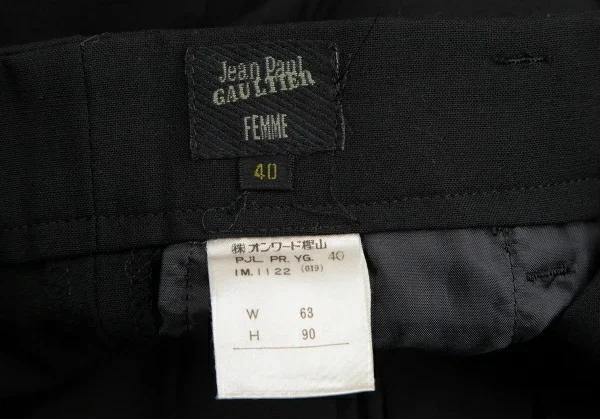 Jean Paul
GAULTIER
FEMME
40
㈱オンワード樫山
PJL. PR. YG. 40
IM. 1122 (019)
W 63
H 90